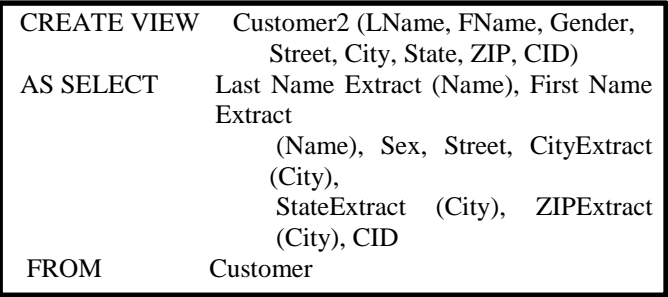 CREATE VIEW Customer2 (LName, FName, Gender,
Street, City, State, ZIP, CID)
AS SELECT Last Name Extract (Name), First Name
Extract
(Name), Sex, Street, CityExtract
(City),
StateExtract (City), ZIPExtract
(City), CID
FROM Customer